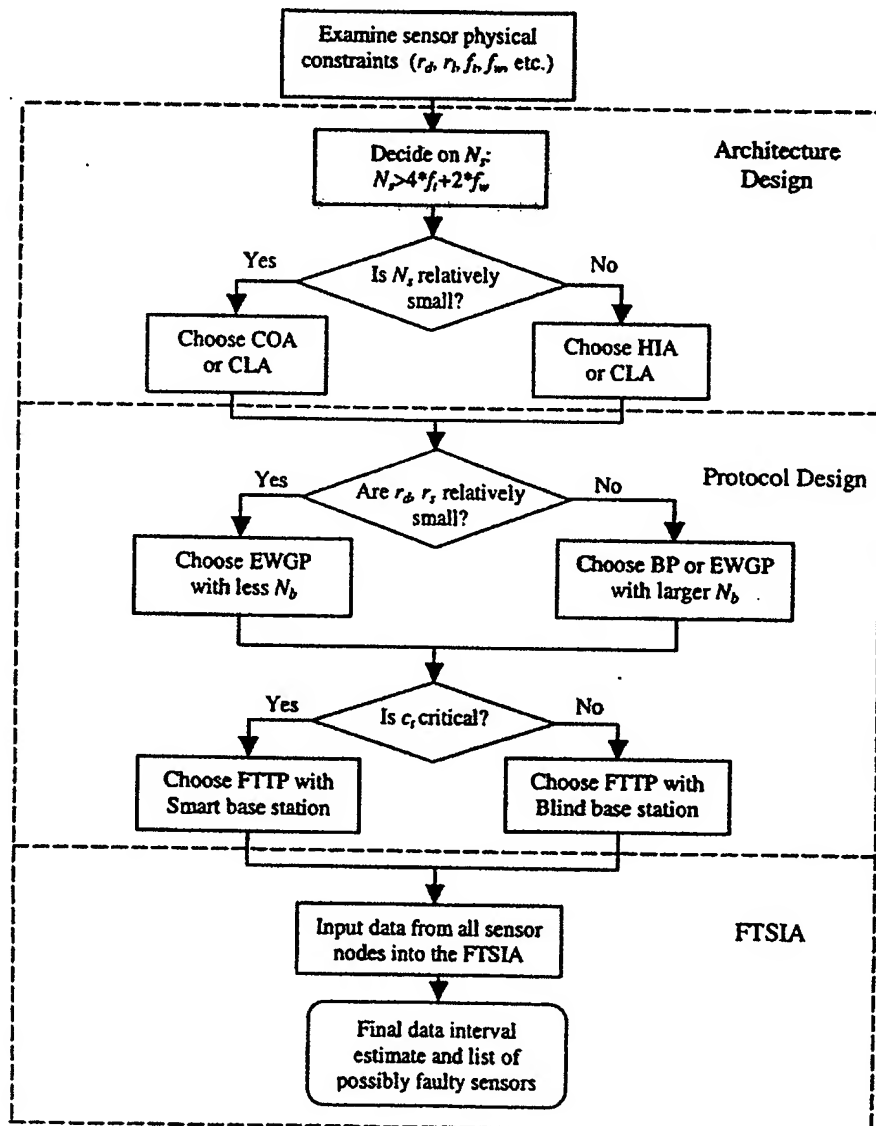 Examine sensor physical
constraints (r_d, r_l, f_t, f_w, etc.)
Architecture
Design
Decide on N_s:
N_s>4*f_t+2*f_w
Is N_s relatively
small?
Yes
No
Choose COA
or CLA
Choose HIA
or CLA
Protocol Design
Are r_d, r_s relatively
small?
Yes
No
Choose EWGP
with less N_b
Choose BP or EWGP
with larger N_b
Is c_t critical?
Yes
No
Choose FTTP with
Smart base station
Choose FTTP with
Blind base station
FTSIA
Input data from all sensor
nodes into the FTSIA
Final data interval
estimate and list of
possibly faulty sensors